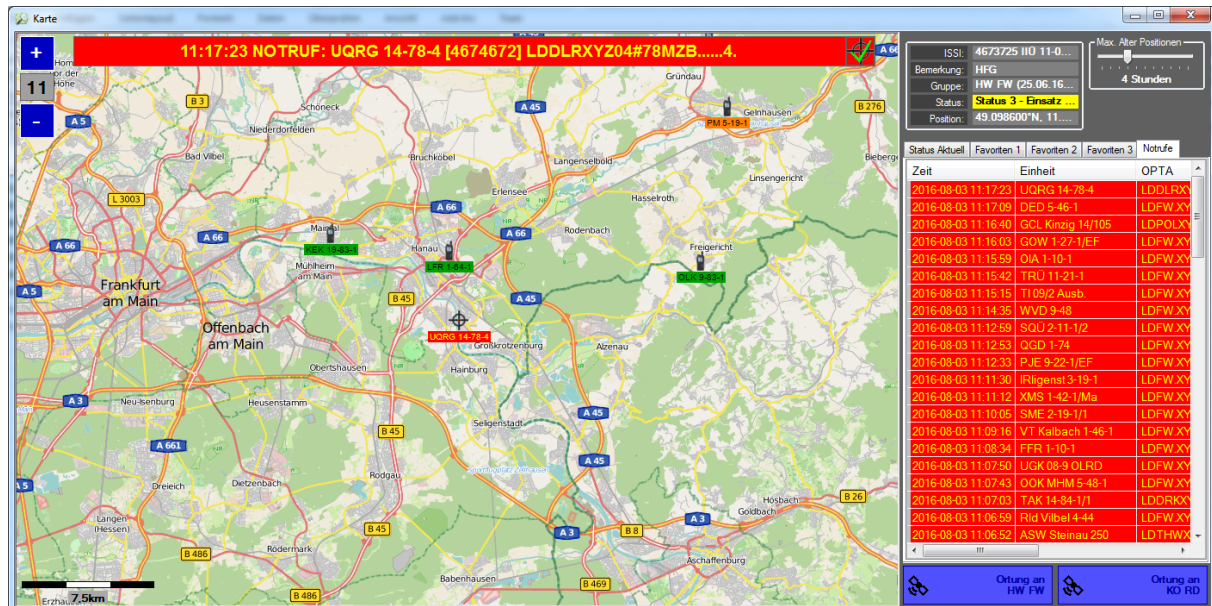 Karte
11:17:23 NOTRUF: UQRG 14-78-4 [4674672] LDDLRXYZ04#78MZB......4.
+
11
-
A 66
vor der
Höhe
A 5
B 3
Schöneck
Niederdorfelden
Bad Vilbel
Bruchköbel
A 45
Gründau
Gelnhausen
PM 5-19-1
B 276
Langenselbold
Linsengericht
Hasselroth
Erlensee
L 3003
A 66
A 66
A 66
A 66
Maintal
KEK 19-83-1
Hanau
LFR 1-64-1
Rodenbach
Freigericht
OLK 9-83-1
Mühlheim
am Main
A 5
Frankfurt
am Main
B 45
A 45
Offenbach
am Main
UQRG 14-78-4
Großkrotzenburg
Alzenau
Obertshausen
Hainburg
A 3
Neu-Isenburg
Heusenstamm
A 45
Seligenstadt
B 45
A 661
A 45
Rodgau
A 5
Dreieich
Dietzenbach
Hösbach
B 26
Goldbach
Langen
(Hessen)
B 45
A 3
B 8
A 3
Rödermark
B 486
Aschaffenburg
Babenhausen
B 469
B 486
7,5km
Erzhausen
ISSI: 4673725 IIÜ 11-0...
Bemerkung: HFG
Gruppe: HW FW (25.06.16...
Status: Status 3 - Einsatz ...
Position: 49.098600°N, 11....
Max. Alter Positionen
4 Stunden
Status Aktuell Favoriten 1 Favoriten 2 Favoriten 3 Notrufe
Zeit Einheit OPTA
2016-08-03 11:17:23 UQRG 14-78-4 LDDLRXY
2016-08-03 11:17:09 DED 5-46-1 LDFW.XY
2016-08-03 11:16:40 GCL Kinzig 14/105 LDPOLXY
2016-08-03 11:16:03 GOW 1-27-1/EF LDFW.XY
2016-08-03 11:15:59 OIA 1-10-1 LDFW.XY
2016-08-03 11:15:42 TRÜ 11-21-1 LDFW.XY
2016-08-03 11:15:15 TI 09/2 Ausb. LDFW.XY
2016-08-03 11:14:35 WVD 9-48 LDFW.XY
2016-08-03 11:12:59 SQÜ 2-11-1/2 LDFW.XY
2016-08-03 11:12:53 QGD 1-74 LDFW.XY
2016-08-03 11:12:33 PJE 9-22-1/EF LDFW.XY
2016-08-03 11:11:30 IRligenst 3-19-1 LDFW.XY
2016-08-03 11:11:12 XMS 1-42-1/Ma LDFW.XY
2016-08-03 11:10:05 SME 2-19-1/1 LDFW.XY
2016-08-03 11:09:16 VT Kalbach 1-46-1 LDFW.XY
2016-08-03 11:08:34 FFR 1-10-1 LDFW.XY
2016-08-03 11:07:50 UGK 08-9 OLRD LDFW.XY
2016-08-03 11:07:43 OOK MHM 5-48-1 LDFW.XY
2016-08-03 11:07:03 TAK 14-84-1/1 LDDRKXY
2016-08-03 11:06:59 Rld Vilbel 4-44 LDFW.XY
2016-08-03 11:06:52 ASW Steinau 250 LDTHWX
Ortung an
HW FW
Ortung an
KO RD